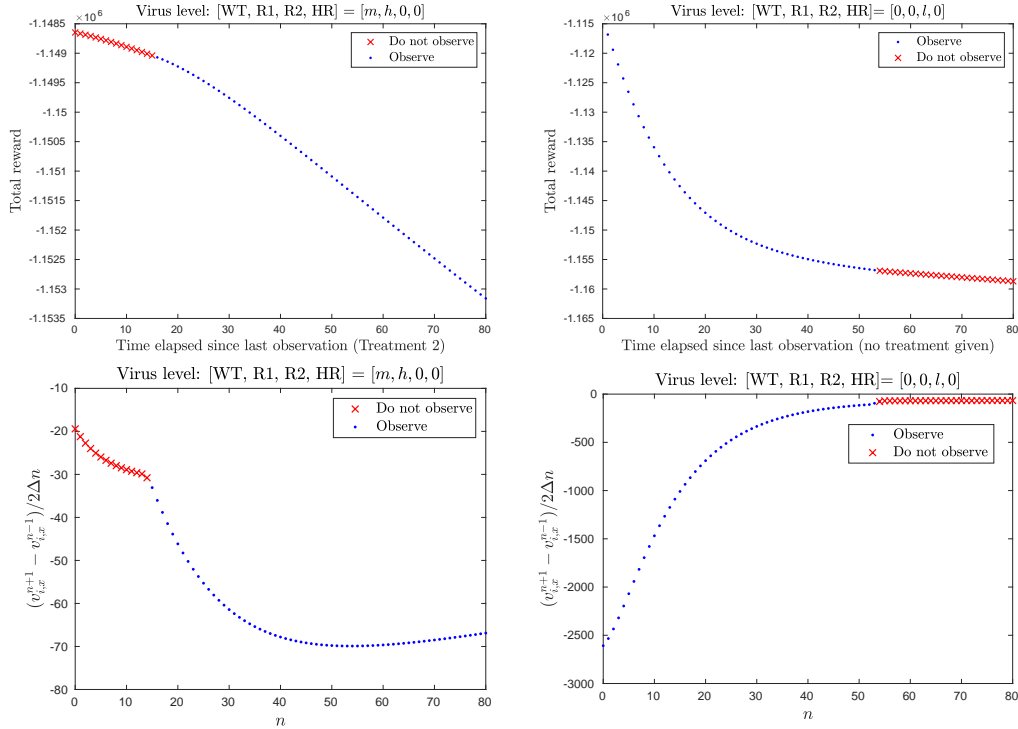 Virus level: [WT, R1, R2, HR] = [m, h, 0, 0]
×10⁶
-1.1485
-1.149
-1.1495
-1.15
-1.1505
-1.151
-1.1515
-1.152
-1.1525
-1.153
-1.1535
Total reward
Do not observe
Observe
0 10 20 30 40 50 60 70 80
Time elapsed since last observation (Treatment 2)
Virus level: [WT, R1, R2, HR]= [0, 0, l, 0]
×10⁶
-1.115
-1.12
-1.125
-1.13
-1.135
-1.14
-1.145
-1.15
-1.155
-1.16
-1.165
Total reward
Observe
Do not observe
0 10 20 30 40 50 60 70 80
Time elapsed since last observation (no treatment given)
Virus level: [WT, R1, R2, HR] = [m, h, 0, 0]
-10
-20
-30
-40
-50
-60
-70
-80
(v_{i,x}^{n+1} − v_{i,x}^{n−1})/2Δn
Do not observe
Observe
0 10 20 30 40 50 60 70 80
n
Virus level: [WT, R1, R2, HR]= [0, 0, l, 0]
0
-500
-1000
-1500
-2000
-2500
-3000
(v_{i,x}^{n+1} − v_{i,x}^{n−1})/2Δn
Observe
Do not observe
0 10 20 30 40 50 60 70 80
n